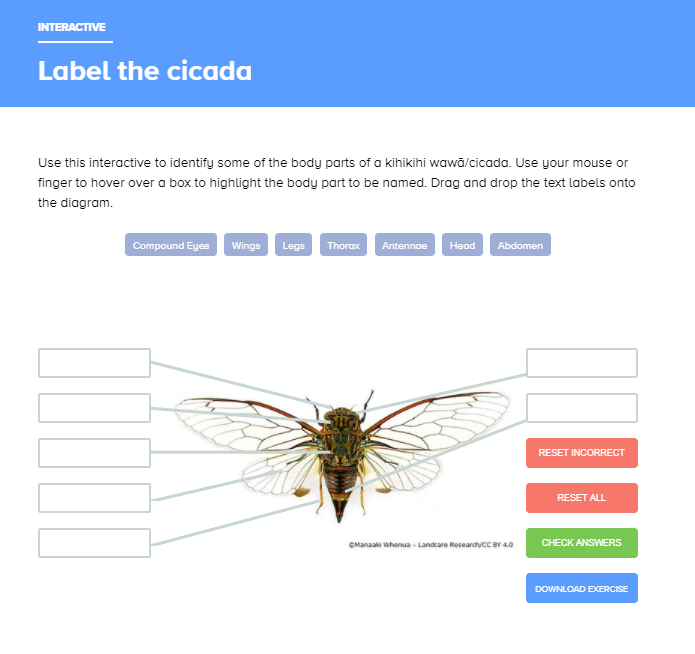 INTERACTIVE
Label the cicada
Use this interactive to identify some of the body parts of a kihikihi wawā/cicada. Use your mouse or
finger to hover over a box to highlight the body part to be named. Drag and drop the text labels onto
the diagram.
Compound Eyes Wings Legs Thorax Antennae Head Abdomen
RESET INCORRECT
RESET ALL
CHECK ANSWERS
©Manaaki Whenua – Landcare Research/CC BY 4.0
DOWNLOAD EXERCISE